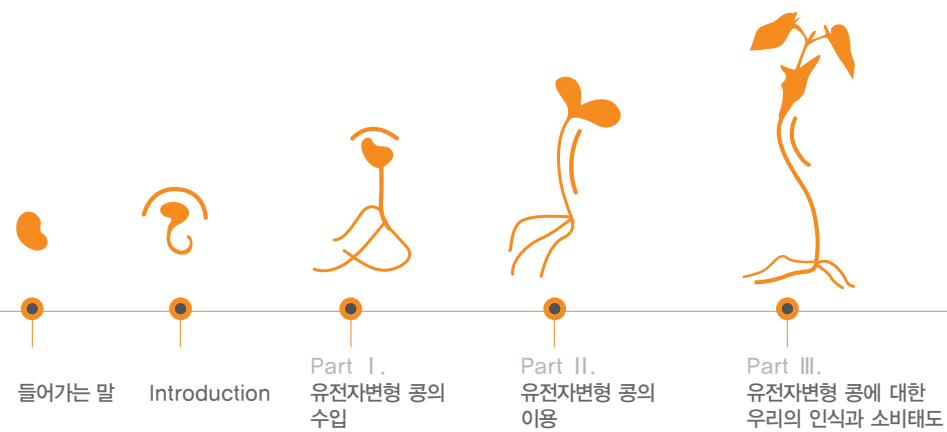 들어가는 말
Introduction
Part Ⅰ.
유전자변형 콩의
수입
Part Ⅱ.
유전자변형 콩의
이용
Part Ⅲ.
유전자변형 콩에 대한
우리의 인식과 소비태도